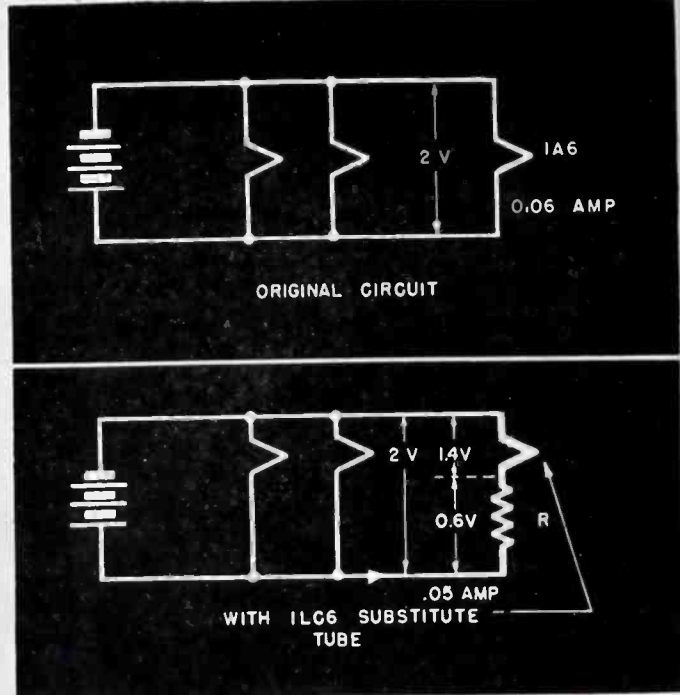 2 V
1A6
0.06 AMP
ORIGINAL CIRCUIT
2 V 1.4V
0.6V
R
.05 AMP
WITH 1LC6 SUBSTITUTE
TUBE